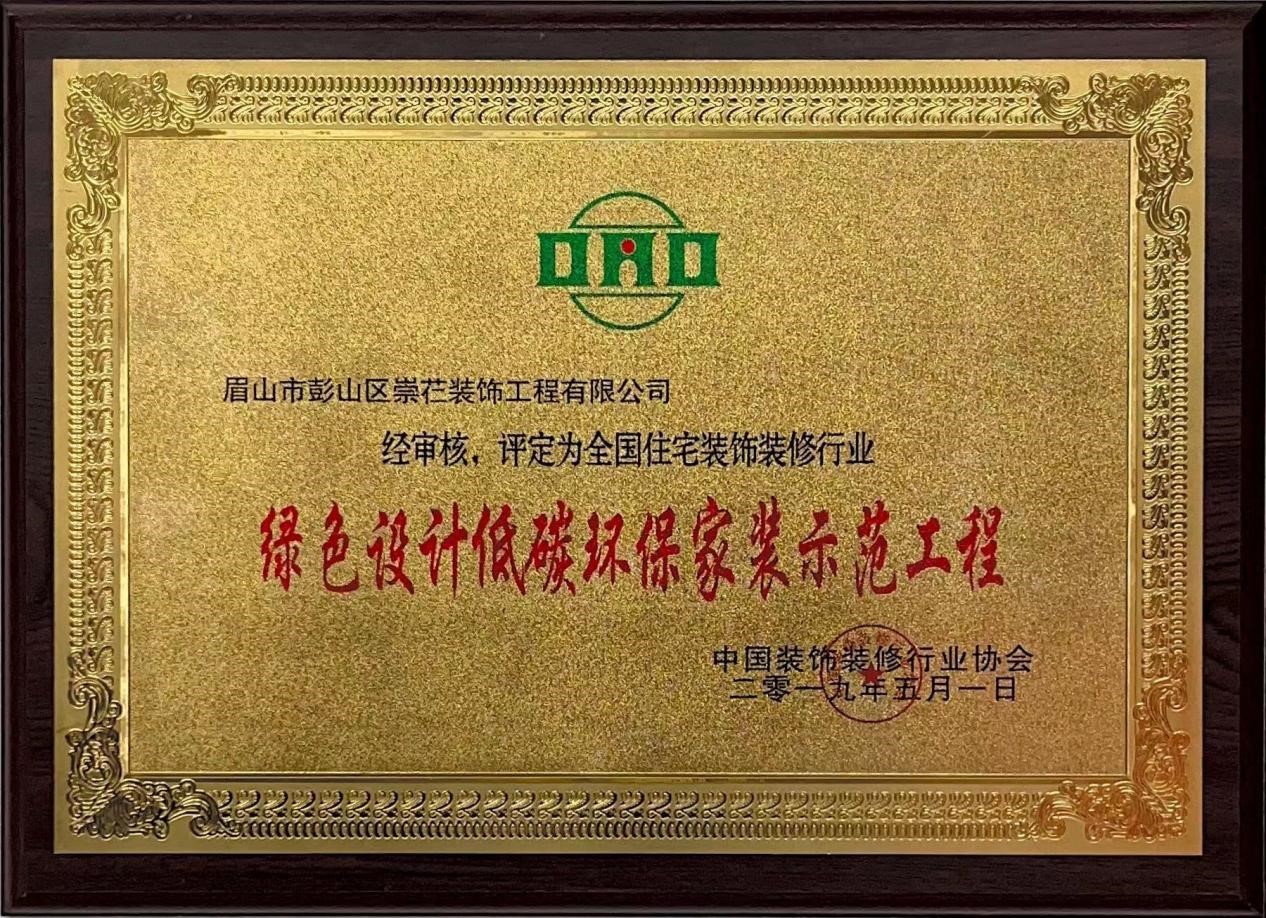 DAD
眉山市彭山区崇芢装饰工程有限公司
经审核，评定为全国住宅装饰装修行业
绿色设计低碳环保家装示范工程
中国装饰装修行业协会
二零一九年五月一日